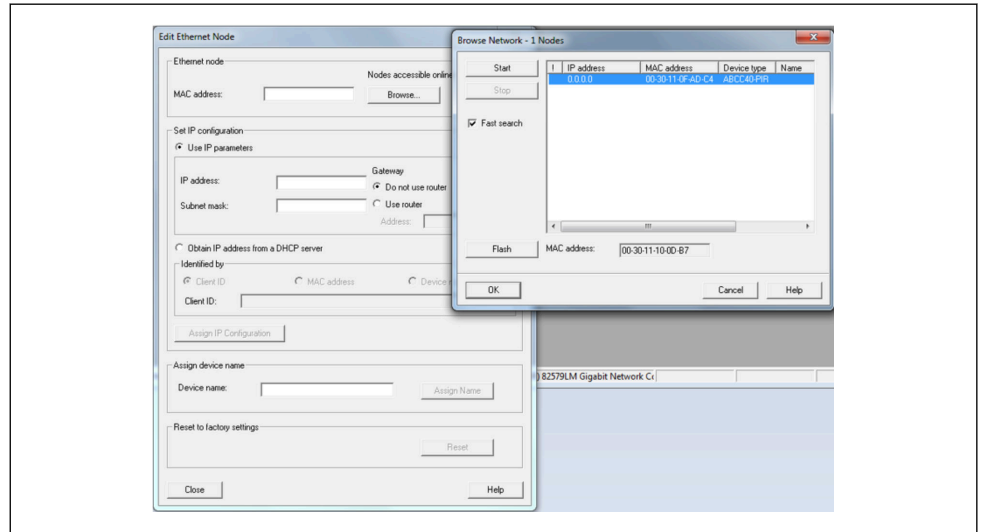 Edit Ethernet Node
Ethernet node
Nodes accessible online
MAC address:
Browse...
Set IP configuration
Use IP parameters
Gateway
IP address:
Do not use router
Subnet mask:
Use router
Address:
Obtain IP address from a DHCP server
Identified by
Client ID
MAC address
Device
Client ID:
Assign IP Configuration
Assign device name
Device name:
Assign Name
Reset to factory settings
Reset
Close
Help
Browse Network - 1 Nodes
Start
Stop
Fast search
! IP address MAC address Device type Name
0.0.0.0 00-30-11-0F-AD-C4 ABCC40-PIR
Flash
MAC address: 00-30-11-10-0D-B7
OK
Cancel
Help
) 82579LM Gigabit Network Cc